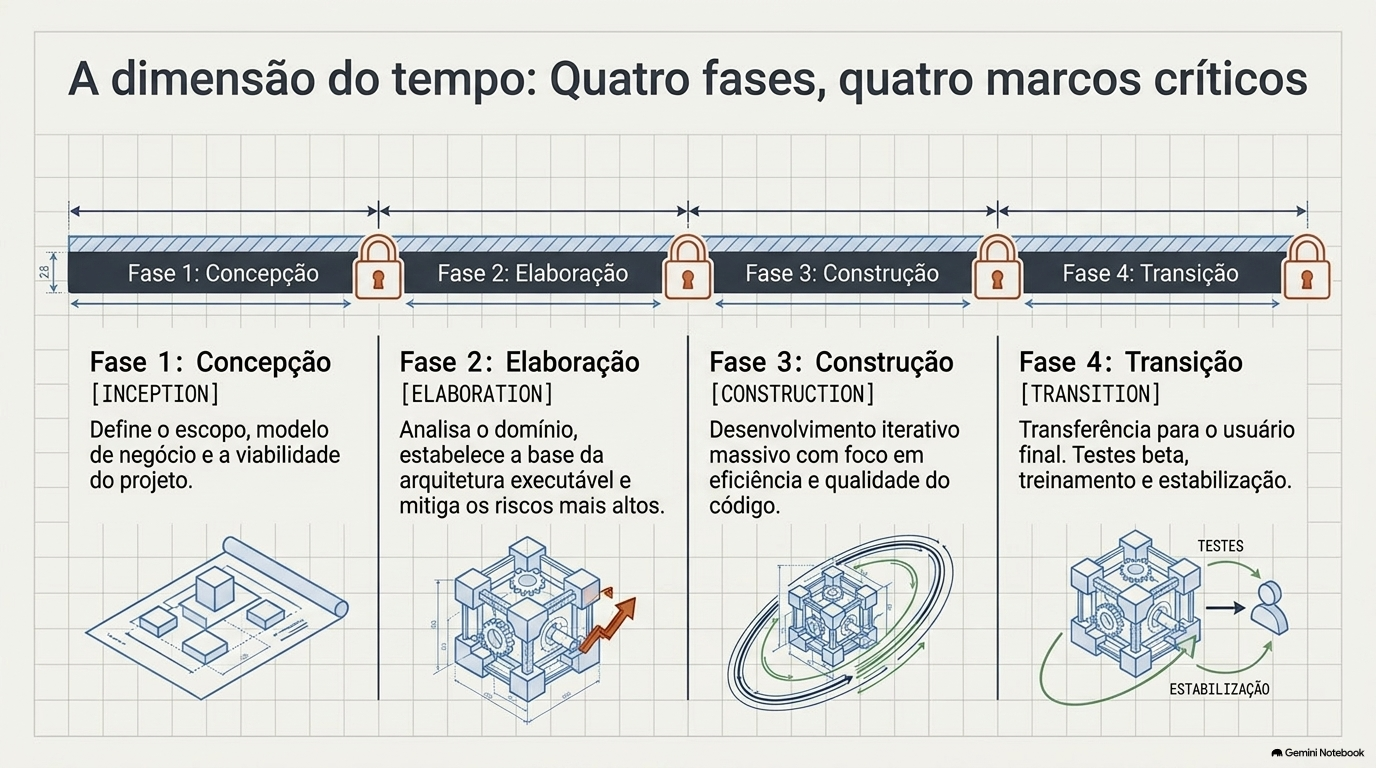 A dimensão do tempo: Quatro fases, quatro marcos críticos
28
Fase 1: Concepção
Fase 2: Elaboração
Fase 3: Construção
Fase 4: Transição
Fase 1: Concepção
[INCEPTION]
Define o escopo, modelo
de negócio e a viabilidade
do projeto.
Fase 2: Elaboração
[ELABORATION]
Analisa o domínio,
estabelece a base da
arquitetura executável e
mitiga os riscos mais altos.
Fase 3: Construção
[CONSTRUCTION]
Desenvolvimento iterativo
massivo com foco em
eficiência e qualidade do
código.
Fase 4: Transição
[TRANSITION]
Transferência para o usuário
final. Testes beta,
treinamento e estabilização.
TESTES
ESTABILIZAÇÃO
Gemini Notebook